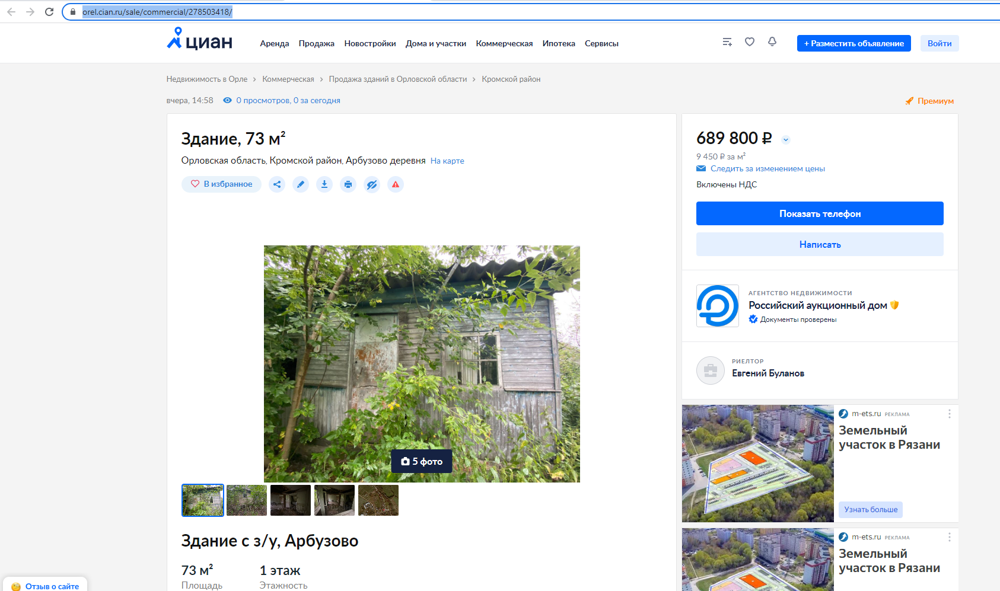 orel.cian.ru/sale/commercial/278503418/
циан
Аренда Продажа Новостройки Дома и участки Коммерческая Ипотека Сервисы
+ Разместить объявление
Войти
Недвижимость в Орле > Коммерческая > Продажа зданий в Орловской области > Кромской район
вчера, 14:58 0 просмотров, 0 за сегодня
Премиум
Здание, 73 м²
Орловская область, Кромской район, Арбузово деревня На карте
В избранное
5 фото
Здание с з/у, Арбузово
73 м² 1 этаж
Площадь Этажность
689 800 ₽
9 450 ₽ за м²
Следить за изменением цены
Включены НДС
Показать телефон
Написать
АГЕНТСТВО НЕДВИЖИМОСТИ
Российский аукционный дом
Документы проверены
РИЕЛТОР
Евгений Буланов
m-ets.ru РЕКЛАМА
Земельный
участок в Рязани
Узнать больше
m-ets.ru РЕКЛАМА
Земельный
участок в Рязани
Отзыв о сайте